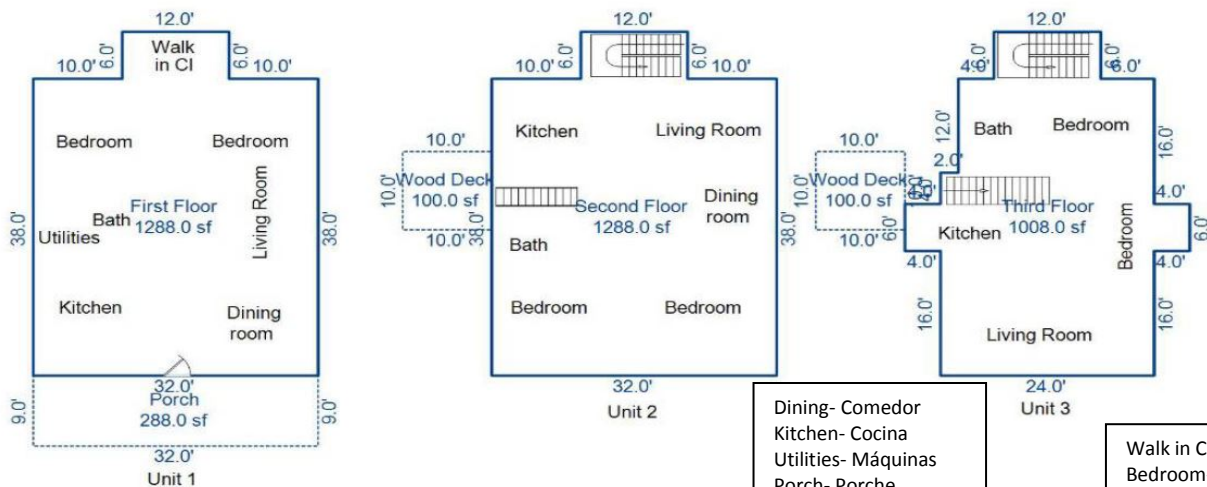 12.0'
6.0'
Walk
in Cl
6.0'
10.0'
10.0'
Bedroom
Bedroom
Living Room
First Floor
1288.0 sf
Bath
Utilities
38.0'
38.0'
Kitchen
Dining
room
32.0'
Porch
288.0 sf
9.0'
9.0'
32.0'
Unit 1
12.0'
6.0'
6.0'
10.0'
10.0'
Kitchen
Living Room
10.0'
Wood Deck
100.0 sf
10.0'
10.0'
38.0'
Second Floor
1288.0 sf
Dining
room
38.0'
Bath
Bedroom
Bedroom
32.0'
Unit 2
12.0'
4.0'
6.0'
6.0'
Bath
Bedroom
12.0'
16.0'
2.0'
10.0'
Wood Deck
100.0 sf
10.0'
10.0'
4.0'
Third Floor
1008.0 sf
6.0'
Kitchen
Bedroom
4.0'
6.0'
4.0'
4.0'
16.0'
16.0'
Living Room
24.0'
Unit 3
Dining- Comedor
Kitchen- Cocina
Utilities- Máquinas
Walk in C
Bedroom